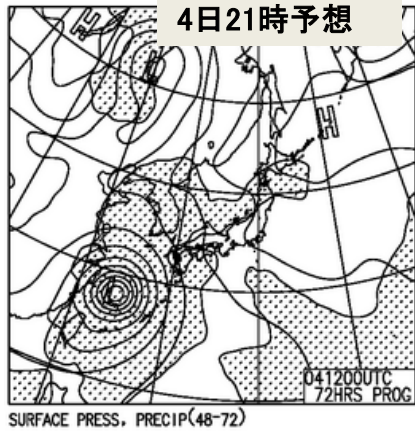 4日21時予想
H
H
H
L
041200UTC
72HRS PROG
SURFACE PRESS, PRECIP(48-72)